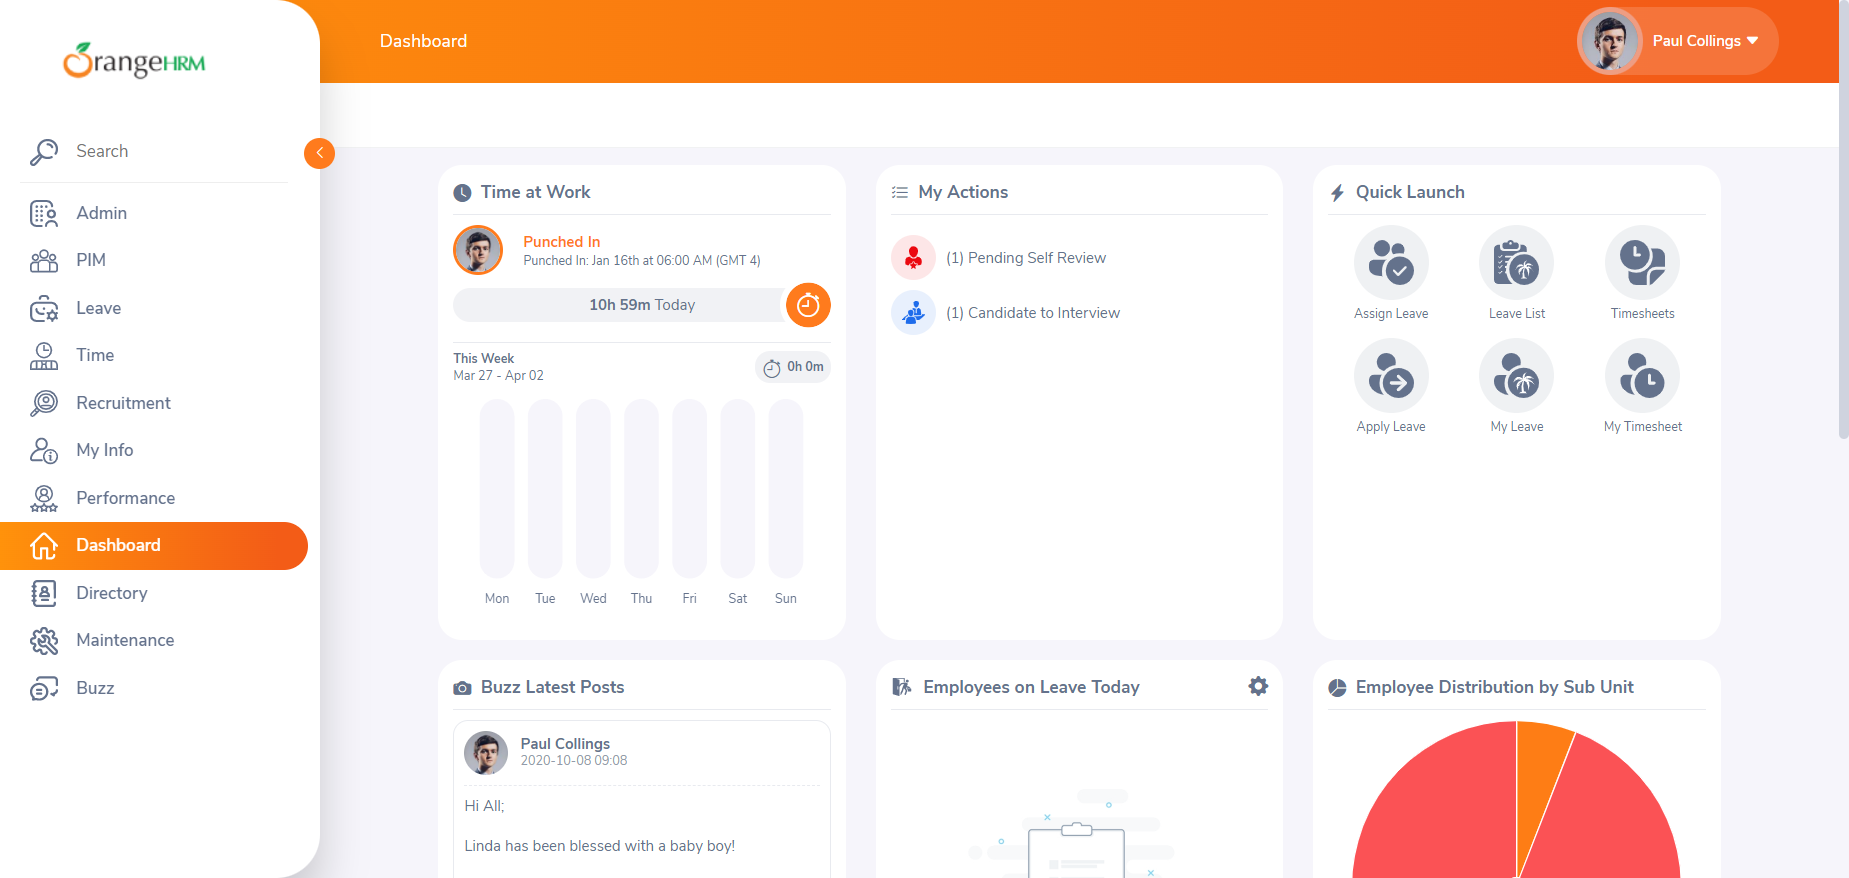 OrangeHRM
Search
Admin
PIM
Leave
Time
Recruitment
My Info
Performance
Dashboard
Directory
Maintenance
Buzz
Dashboard
Paul Collings
Time at Work
Punched In
Punched In: Jan 16th at 06:00 AM (GMT 4)
10h 59m Today
This Week
Mar 27 - Apr 02
0h 0m
Mon Tue Wed Thu Fri Sat Sun
My Actions
(1) Pending Self Review
(1) Candidate to Interview
Quick Launch
Assign Leave
Leave List
Timesheets
Apply Leave
My Leave
My Timesheet
Buzz Latest Posts
Paul Collings
2020-10-08 09:08
Hi All;
Linda has been blessed with a baby boy!
Employees on Leave Today
Employee Distribution by Sub Unit